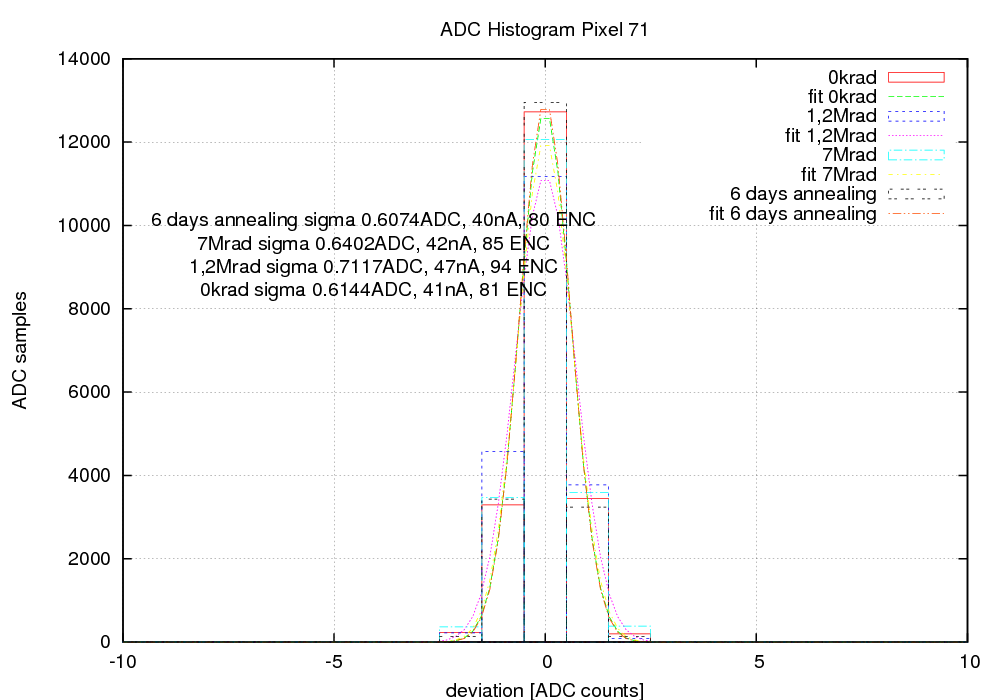 ADC Histogram Pixel 71
14000
12000
10000
8000
6000
4000
2000
0
-10
-5
0
5
10
ADC samples
deviation [ADC counts]
0krad
fit 0krad
1,2Mrad
fit 1,2Mrad
7Mrad
fit 7Mrad
6 days annealing
fit 6 days annealing
6 days annealing sigma 0.6074ADC, 40nA, 80 ENC
7Mrad sigma 0.6402ADC, 42nA, 85 ENC
1,2Mrad sigma 0.7117ADC, 47nA, 94 ENC
0krad sigma 0.6144ADC, 41nA, 81 ENC